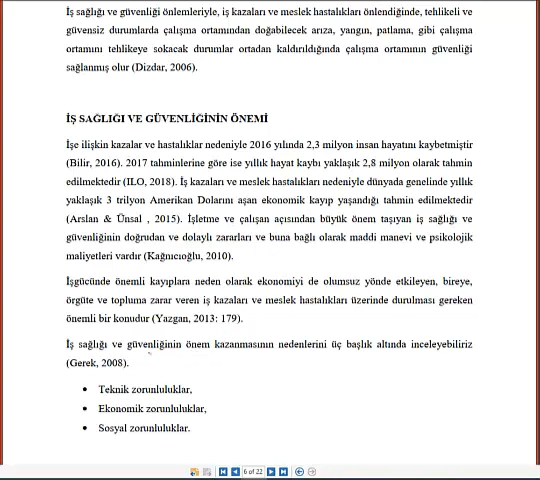 İş sağlığı ve güvenliği önlemleriyle, iş kazaları ve meslek hastalıkları önlendiğinde, tehlikeli ve
güvensiz durumlarda çalışma ortamından doğabilecek arıza, yangın, patlama, gibi çalışma
ortamını tehlikeye sokacak durumlar ortadan kaldırıldığında çalışma ortamının güvenliği
sağlanmış olur (Dizdar, 2006).
İŞ SAĞLIĞI VE GÜVENLİĞİNİN ÖNEMİ
İşe ilişkin kazalar ve hastalıklar nedeniyle 2016 yılında 2,3 milyon insan hayatını kaybetmiştir
(Bilir, 2016). 2017 tahminlerine göre ise yıllık hayat kaybı yaklaşık 2,8 milyon olarak tahmin
edilmektedir (ILO, 2018). İş kazaları ve meslek hastalıkları nedeniyle dünyada genelinde yıllık
yaklaşık 3 trilyon Amerikan Dolarını aşan ekonomik kayıp yaşandığı tahmin edilmektedir
(Arslan & Ünsal , 2015). İşletme ve çalışan açısından büyük önem taşıyan iş sağlığı ve
güvenliğinin doğrudan ve dolaylı zararları ve buna bağlı olarak maddi manevi ve psikolojik
maliyetleri vardır (Kağnıcıoğlu, 2010).
İşgücünde önemli kayıplara neden olarak ekonomiyi de olumsuz yönde etkileyen, bireye,
örgüte ve topluma zarar veren iş kazaları ve meslek hastalıkları üzerinde durulması gereken
önemli bir konudur (Yazgan, 2013: 179).
İş sağlığı ve güvenliğinin önem kazanmasının nedenlerini üç başlık altında inceleyebiliriz
(Gerek, 2008).
• Teknik zorunluluklar,
• Ekonomik zorunluluklar,
• Sosyal zorunluluklar.
6 of 22